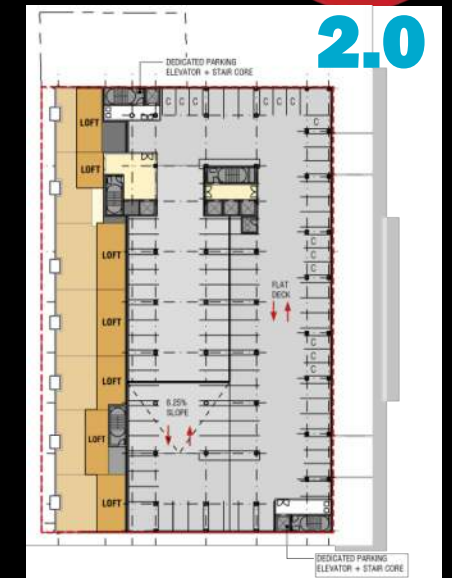 2.0
DEDICATED PARKING
ELEVATOR + STAIR CORE
C C C
C C C
LOFT
C
LOFT
C
C
C
LOFT
FLAT
DECK
LOFT
C
C
C
LOFT
6.25%
SLOPE
LOFT
LOFT
DEDICATED PARKING
ELEVATOR + STAIR CORE